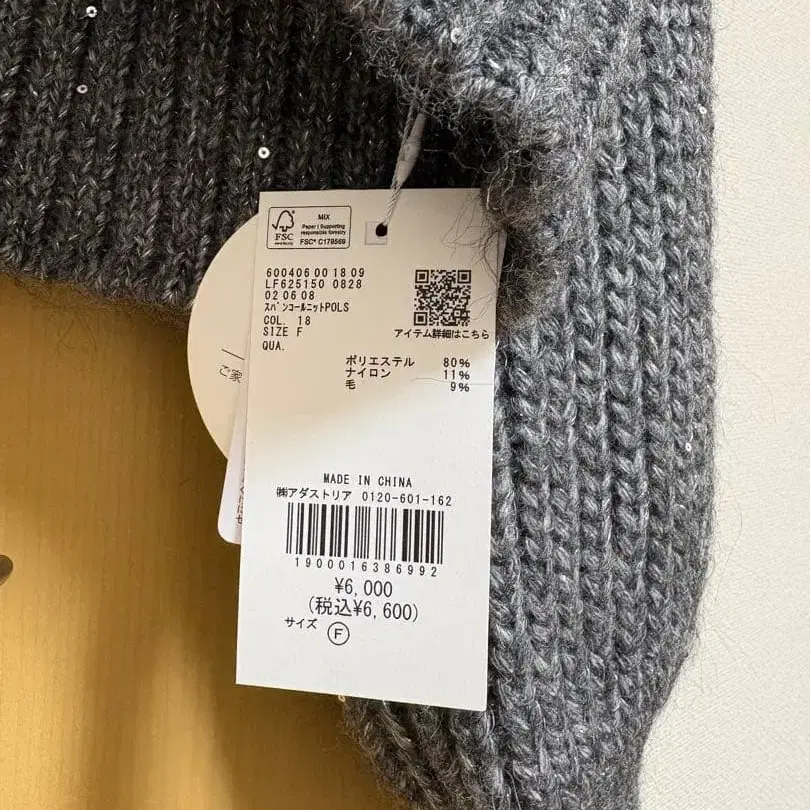 FSC
MIX
Paper | Supporting
responsible forestry
FSC® C179569
600406 00 18 09
LF625150 0828
02 06 08
スパンコールニットPOLS
COL. 18
SIZE F
QUA.
アイテム詳細はこちら
ポリエステル 80%
ナイロン 11%
毛 9%
MADE IN CHINA
㈱アダストリア 0120-601-162
1900016386992
¥6,000
(税込¥6,600)
サイズ F
ご家